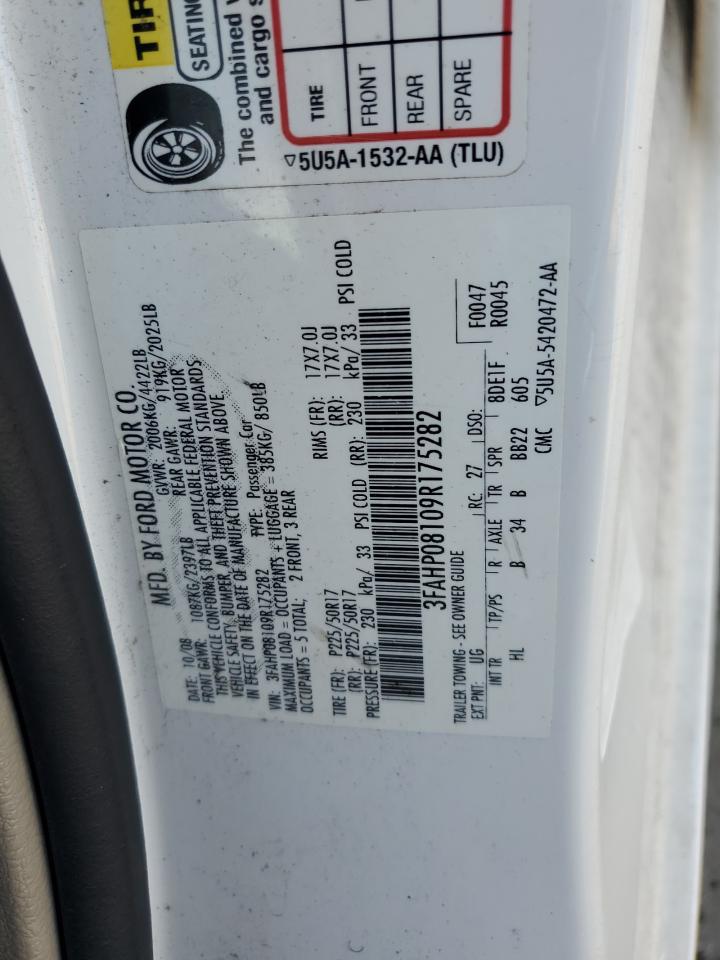 TIR
SEATING
The combined
and cargo s
TIRE
FRONT
REAR
SPARE
▽5U5A-1532-AA (TLU)
MFD. BY FORD MOTOR CO.
DATE: 10/08 GVWR: 2006KG/4422LB
FRONT GAWR: 1087KG/2397LB REAR GAWR: 919KG/2025LB
THIS VEHICLE CONFORMS TO ALL APPLICABLE FEDERAL MOTOR
VEHICLE SAFETY, BUMPER, AND THEFT PREVENTION STANDARDS
IN EFFECT ON THE DATE OF MANUFACTURE SHOWN ABOVE.
VIN: 3FAHP08109R175282 TYPE: Passenger Car
MAXIMUM LOAD = OCCUPANTS + LUGGAGE = 385KG/ 850LB
OCCUPANTS = 5 TOTAL; 2 FRONT, 3 REAR
TIRE (FR): P225/50R17 RIMS (FR): 17X7.0J
(RR): P225/50R17 (RR): 17X7.0J
PRESSURE (FR): 230 kPa/ 33 PSI COLD (RR): 230 kPa/ 33 PSI COLD
3FAHP08109R175282
TRAILER TOWING - SEE OWNER GUIDE F0047
EXT PNT: UG RC: 27 DSO: R0045
INT TR TP/PS R AXLE TR SPR 8DE1F
HL B 34 B BB22 605
CMC ▽5U5A-5420472-AA